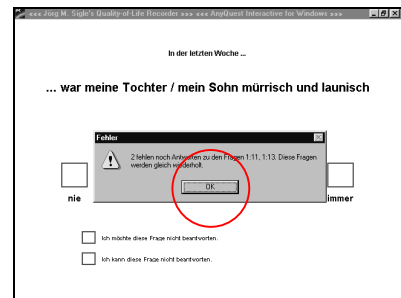 ««« Jörg M. Sigle's Quality-of-Life Recorder »»» ««« AnyQuest Interactive for Windows »»»
In der letzten Woche ...
... war meine Tochter / mein Sohn mürrisch und launisch
Fehler
2 fehlen noch Antworten zu den Fragen 1:11, 1:13. Diese Fragen
werden gleich wiederholt.
OK
nie
immer
Ich möchte diese Frage nicht beantworten.
Ich kann diese Frage nicht beantworten.